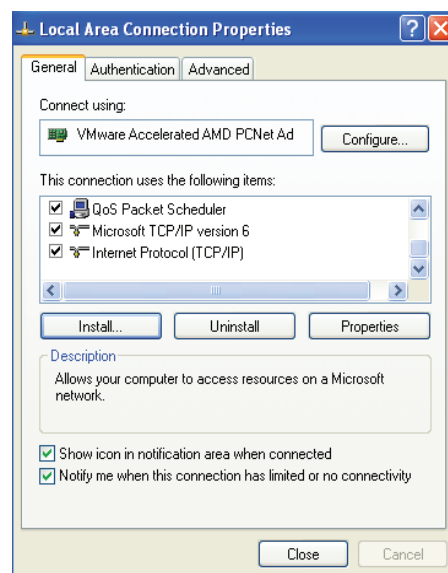 Local Area Connection Properties
General Authentication Advanced
Connect using:
VMware Accelerated AMD PCNet Ad
Configure...
This connection uses the following items:
QoS Packet Scheduler
Microsoft TCP/IP version 6
Internet Protocol (TCP/IP)
Install... Uninstall Properties
Description
Allows your computer to access resources on a Microsoft
network.
Show icon in notification area when connected
Notify me when this connection has limited or no connectivity
Close Cancel